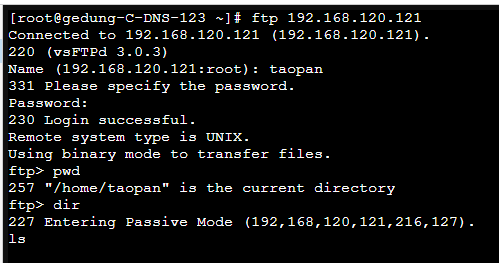 [root@gedung-C-DNS-123 ~]# ftp 192.168.120.121
Connected to 192.168.120.121 (192.168.120.121).
220 (vsFTPd 3.0.3)
Name (192.168.120.121:root): taopan
331 Please specify the password.
Password:
230 Login successful.
Remote system type is UNIX.
Using binary mode to transfer files.
ftp> pwd
257 "/home/taopan" is the current directory
ftp> dir
227 Entering Passive Mode (192,168,120,121,216,127).
ls